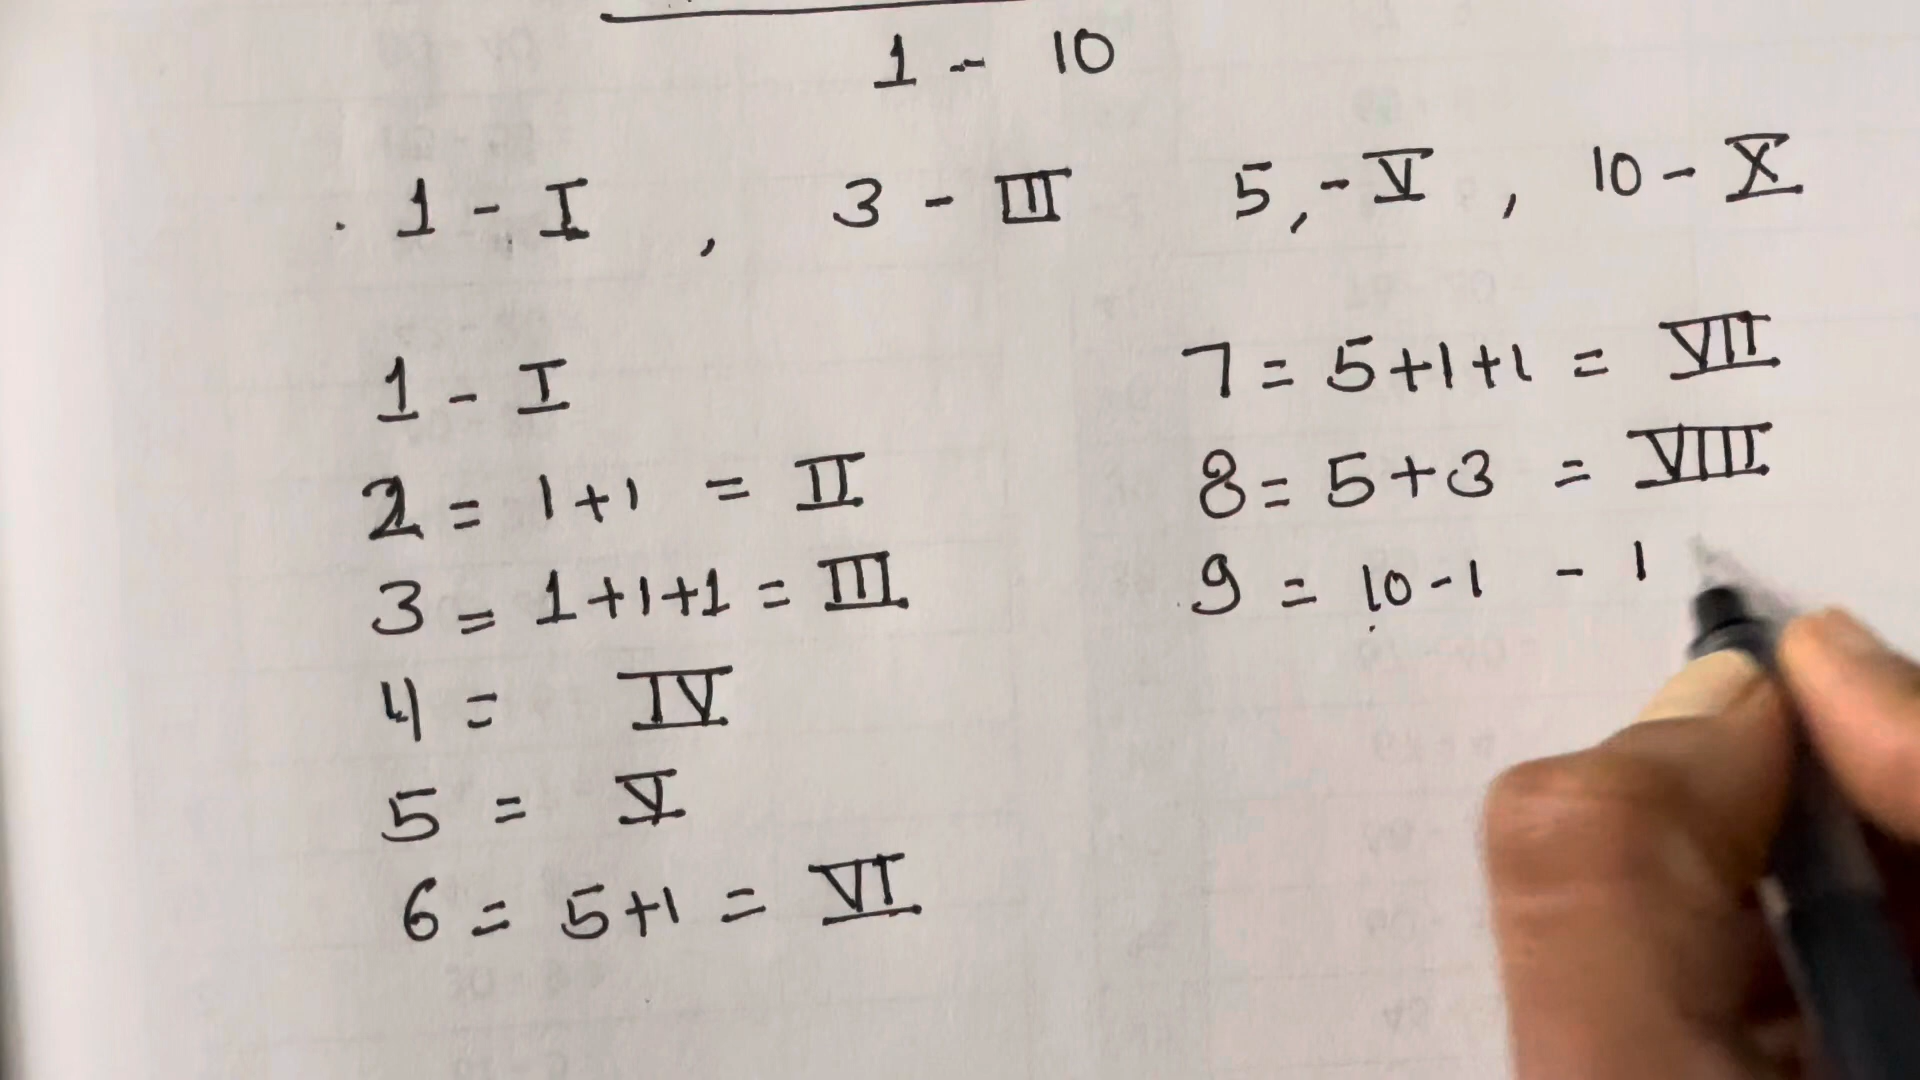 1 - 10
1 - I , 3 - III 5, - V , 10 - X
1 - I
2 = 1+1 = II
3 = 1+1+1 = III
4 = IV
5 = V
6 = 5+1 = VI
7 = 5+1+1 = VII
8 = 5+3 = VIII
9 = 10-1 - I